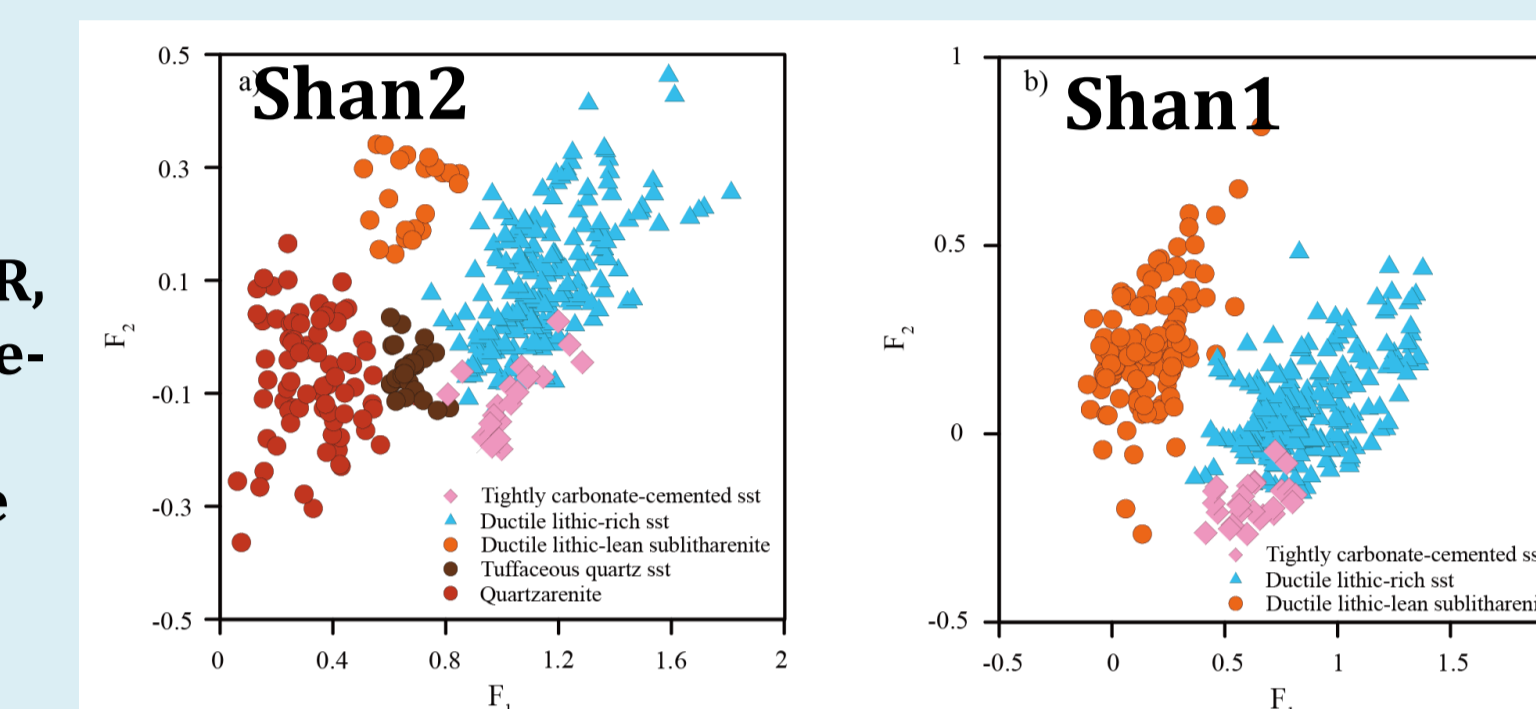 R,
e-
e
a)
Shan2
0.5
0.3
0.1
-0.1
-0.3
-0.5
F2
0
0.4
0.8
1.2
1.6
2
F1
Tightly carbonate-cemented sst
Ductile lithic-rich sst
Ductile lithic-lean sublitharenite
Tuffaceous quartz sst
Quartzarenite
b)
Shan1
1
0.5
0
-0.5
F2
-0.5
0
0.5
1
1.5
F
Tightly carbonate-cemented ss
Ductile lithic-rich sst
Ductile lithic-lean sublithareni